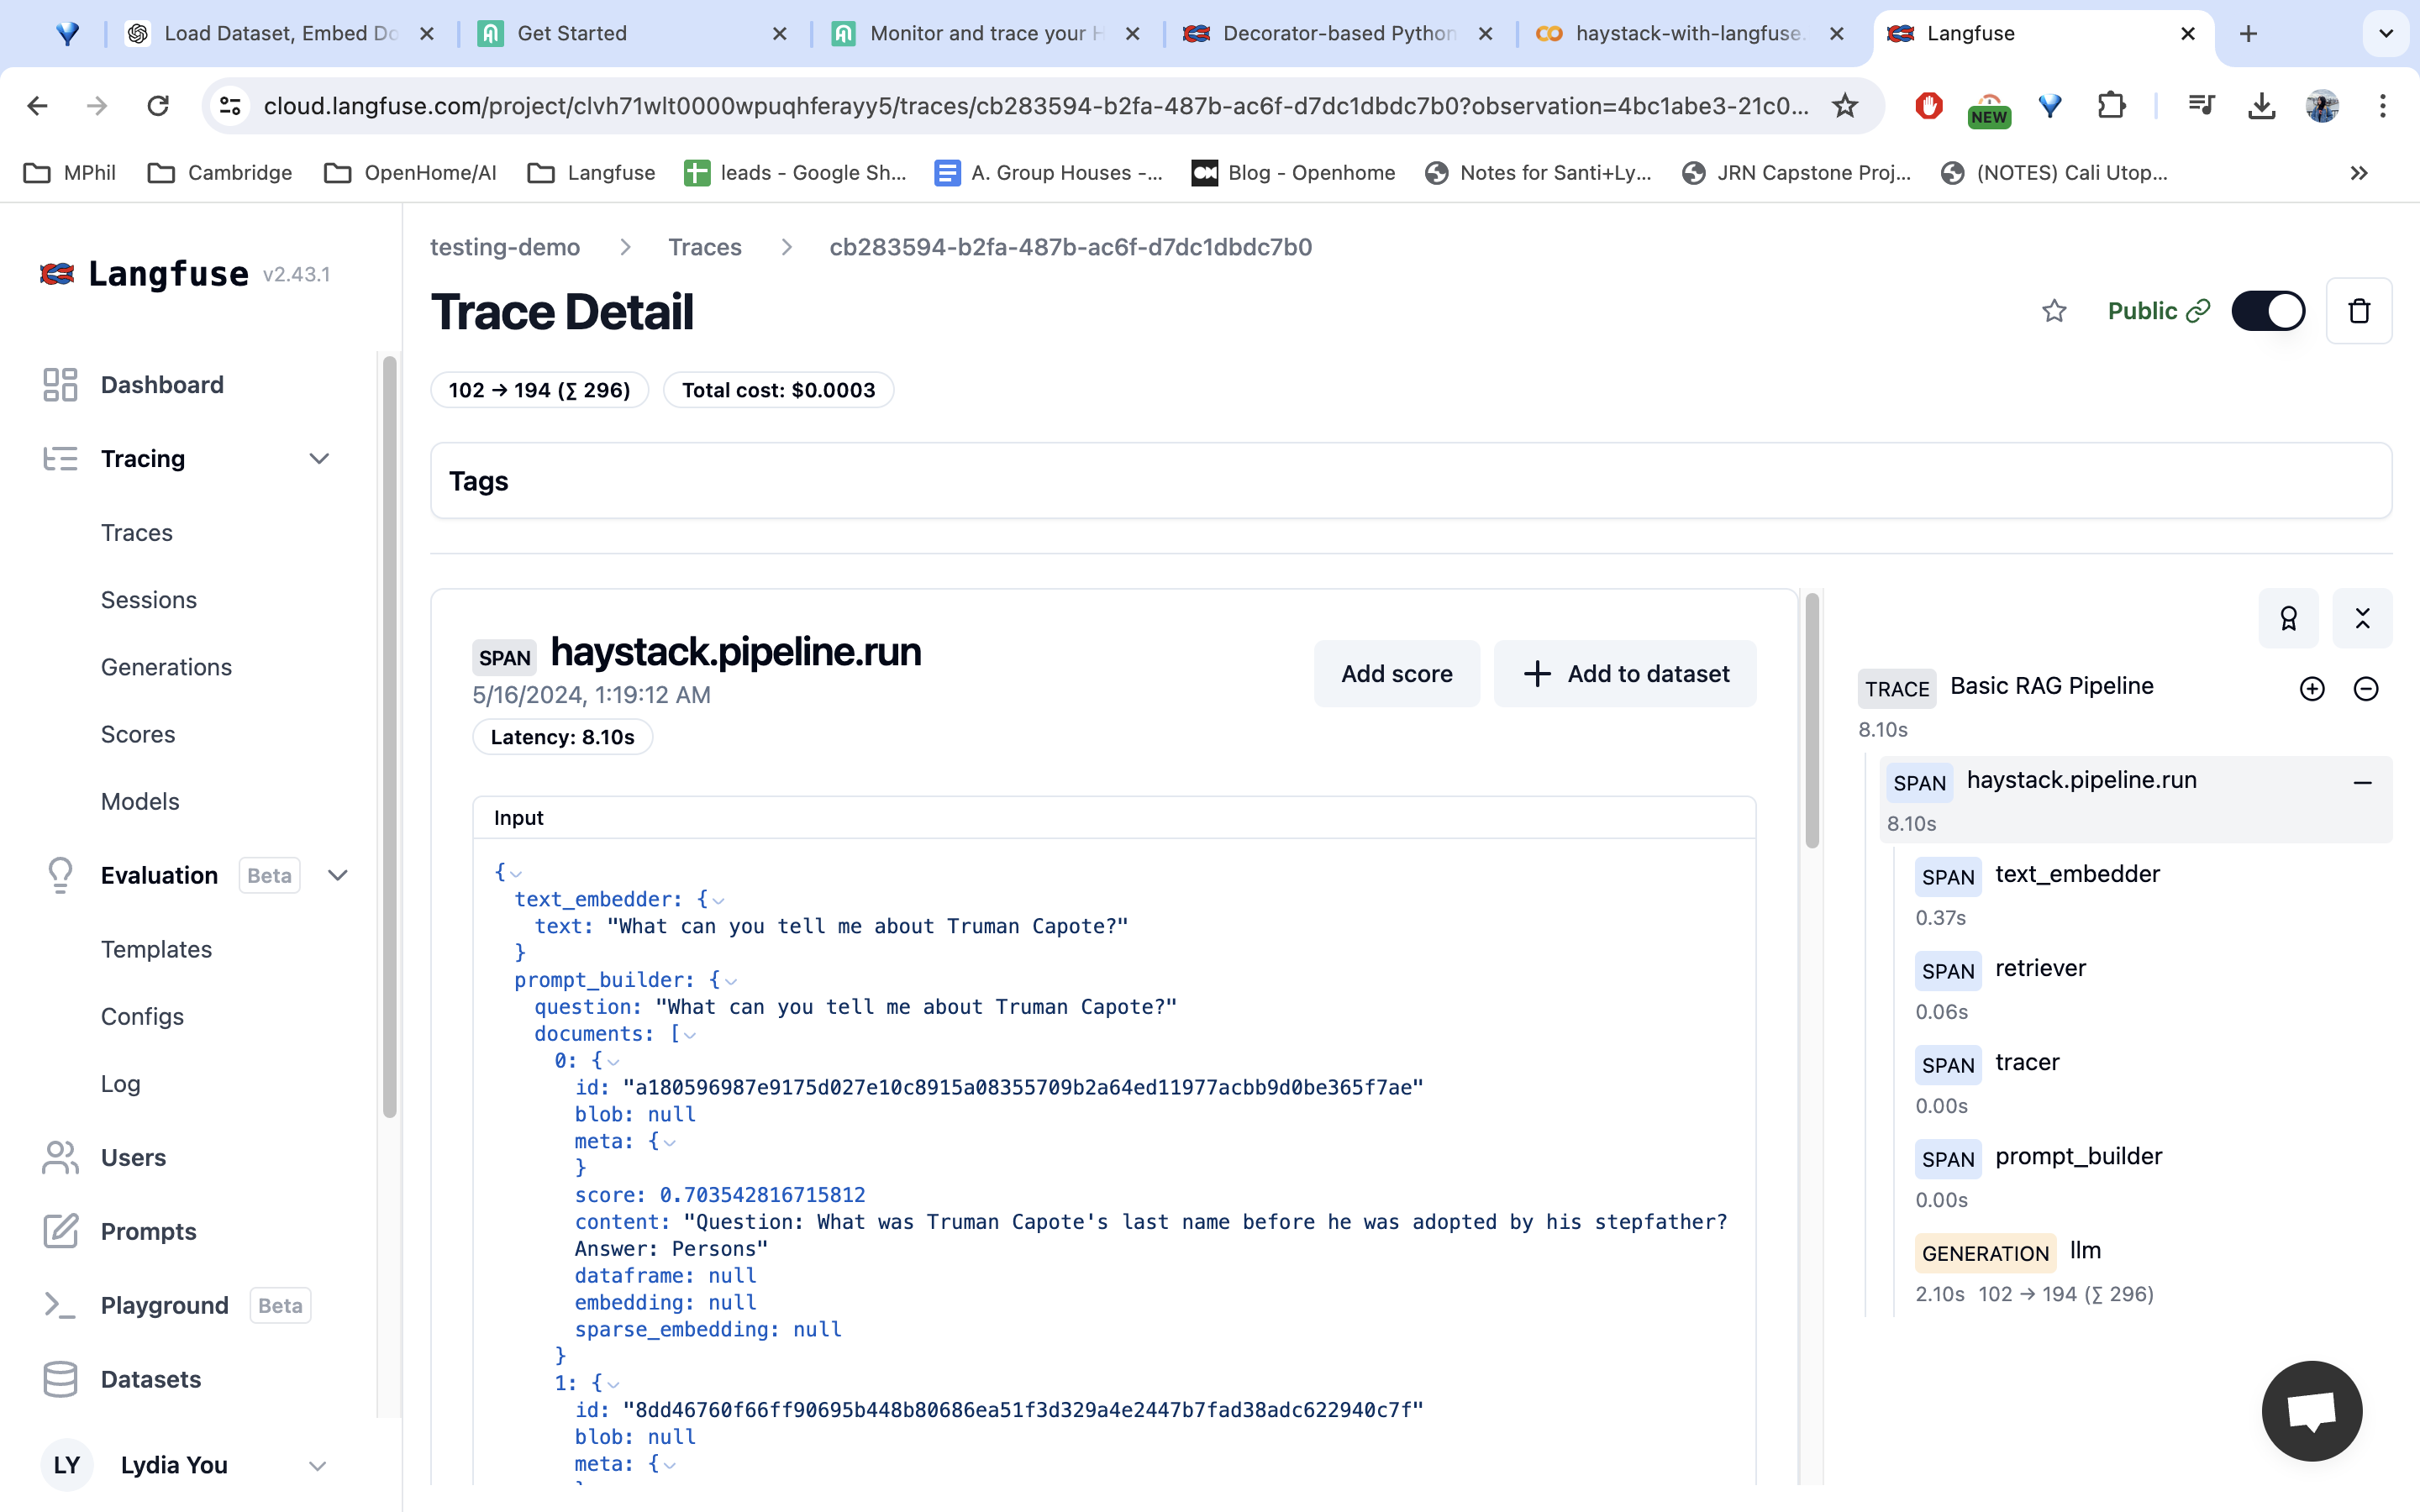 Load Dataset, Embed Do
Get Started
Monitor and trace your H
Decorator-based Python
haystack-with-langfuse.
Langfuse
cloud.langfuse.com/project/clvh71wlt0000wpuqhferayy5/traces/cb283594-b2fa-487b-ac6f-d7dc1dbdc7b0?observation=4bc1abe3-21c0...
NEW
MPhil
Cambridge
OpenHome/AI
Langfuse
leads - Google Sh...
A. Group Houses -...
Blog - Openhome
Notes for Santi+Ly...
JRN Capstone Proj...
(NOTES) Cali Utop...
Langfuse v2.43.1
Dashboard
Tracing
Traces
Sessions
Generations
Scores
Models
Evaluation Beta
Templates
Configs
Log
Users
Prompts
Playground Beta
Datasets
LY Lydia You
testing-demo > Traces > cb283594-b2fa-487b-ac6f-d7dc1dbdc7b0
Trace Detail
Public
102 → 194 (∑ 296)
Total cost: $0.0003
Tags
SPAN haystack.pipeline.run
5/16/2024, 1:19:12 AM
Latency: 8.10s
Add score
+ Add to dataset
Input
{
text_embedder: {
text: "What can you tell me about Truman Capote?"
}
prompt_builder: {
question: "What can you tell me about Truman Capote?"
documents: [
0: {
id: "a180596987e9175d027e10c8915a08355709b2a64ed11977acbb9d0be365f7ae"
blob: null
meta: {
}
score: 0.703542816715812
content: "Question: What was Truman Capote's last name before he was adopted by his stepfather?
Answer: Persons"
dataframe: null
embedding: null
sparse_embedding: null
}
1: {
id: "8dd46760f66ff90695b448b80686ea51f3d329a4e2447b7fad38adc622940c7f"
blob: null
meta: {
TRACE Basic RAG Pipeline
8.10s
SPAN haystack.pipeline.run
8.10s
SPAN text_embedder
0.37s
SPAN retriever
0.06s
SPAN tracer
0.00s
SPAN prompt_builder
0.00s
GENERATION llm
2.10s 102 → 194 (∑ 296)